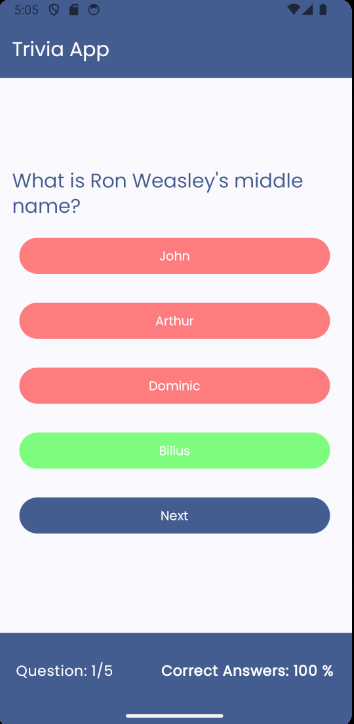 5:05
Trivia App
What is Ron Weasley's middle
name?
John
Arthur
Dominic
Bilius
Next
Question: 1/5
Correct Answers: 100 %